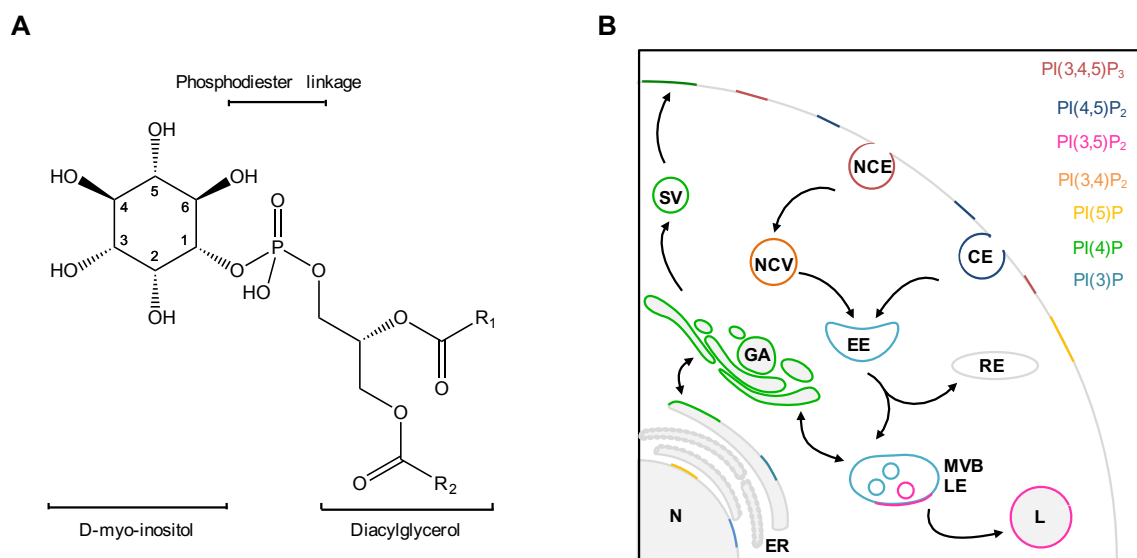 A
Phosphodiester linkage
OH
HO
OH
5
4
6
O
3
1
P
2
HO
O
HO
O
OH
O
R1
O
O
O
R2
D-myo-inositol
Diacylglycerol
B
PI(3,4,5)P3
PI(4,5)P2
PI(3,5)P2
PI(3,4)P2
PI(5)P
PI(4)P
PI(3)P
NCE
SV
CE
NCV
EE
GA
RE
MVB
LE
N
L
ER